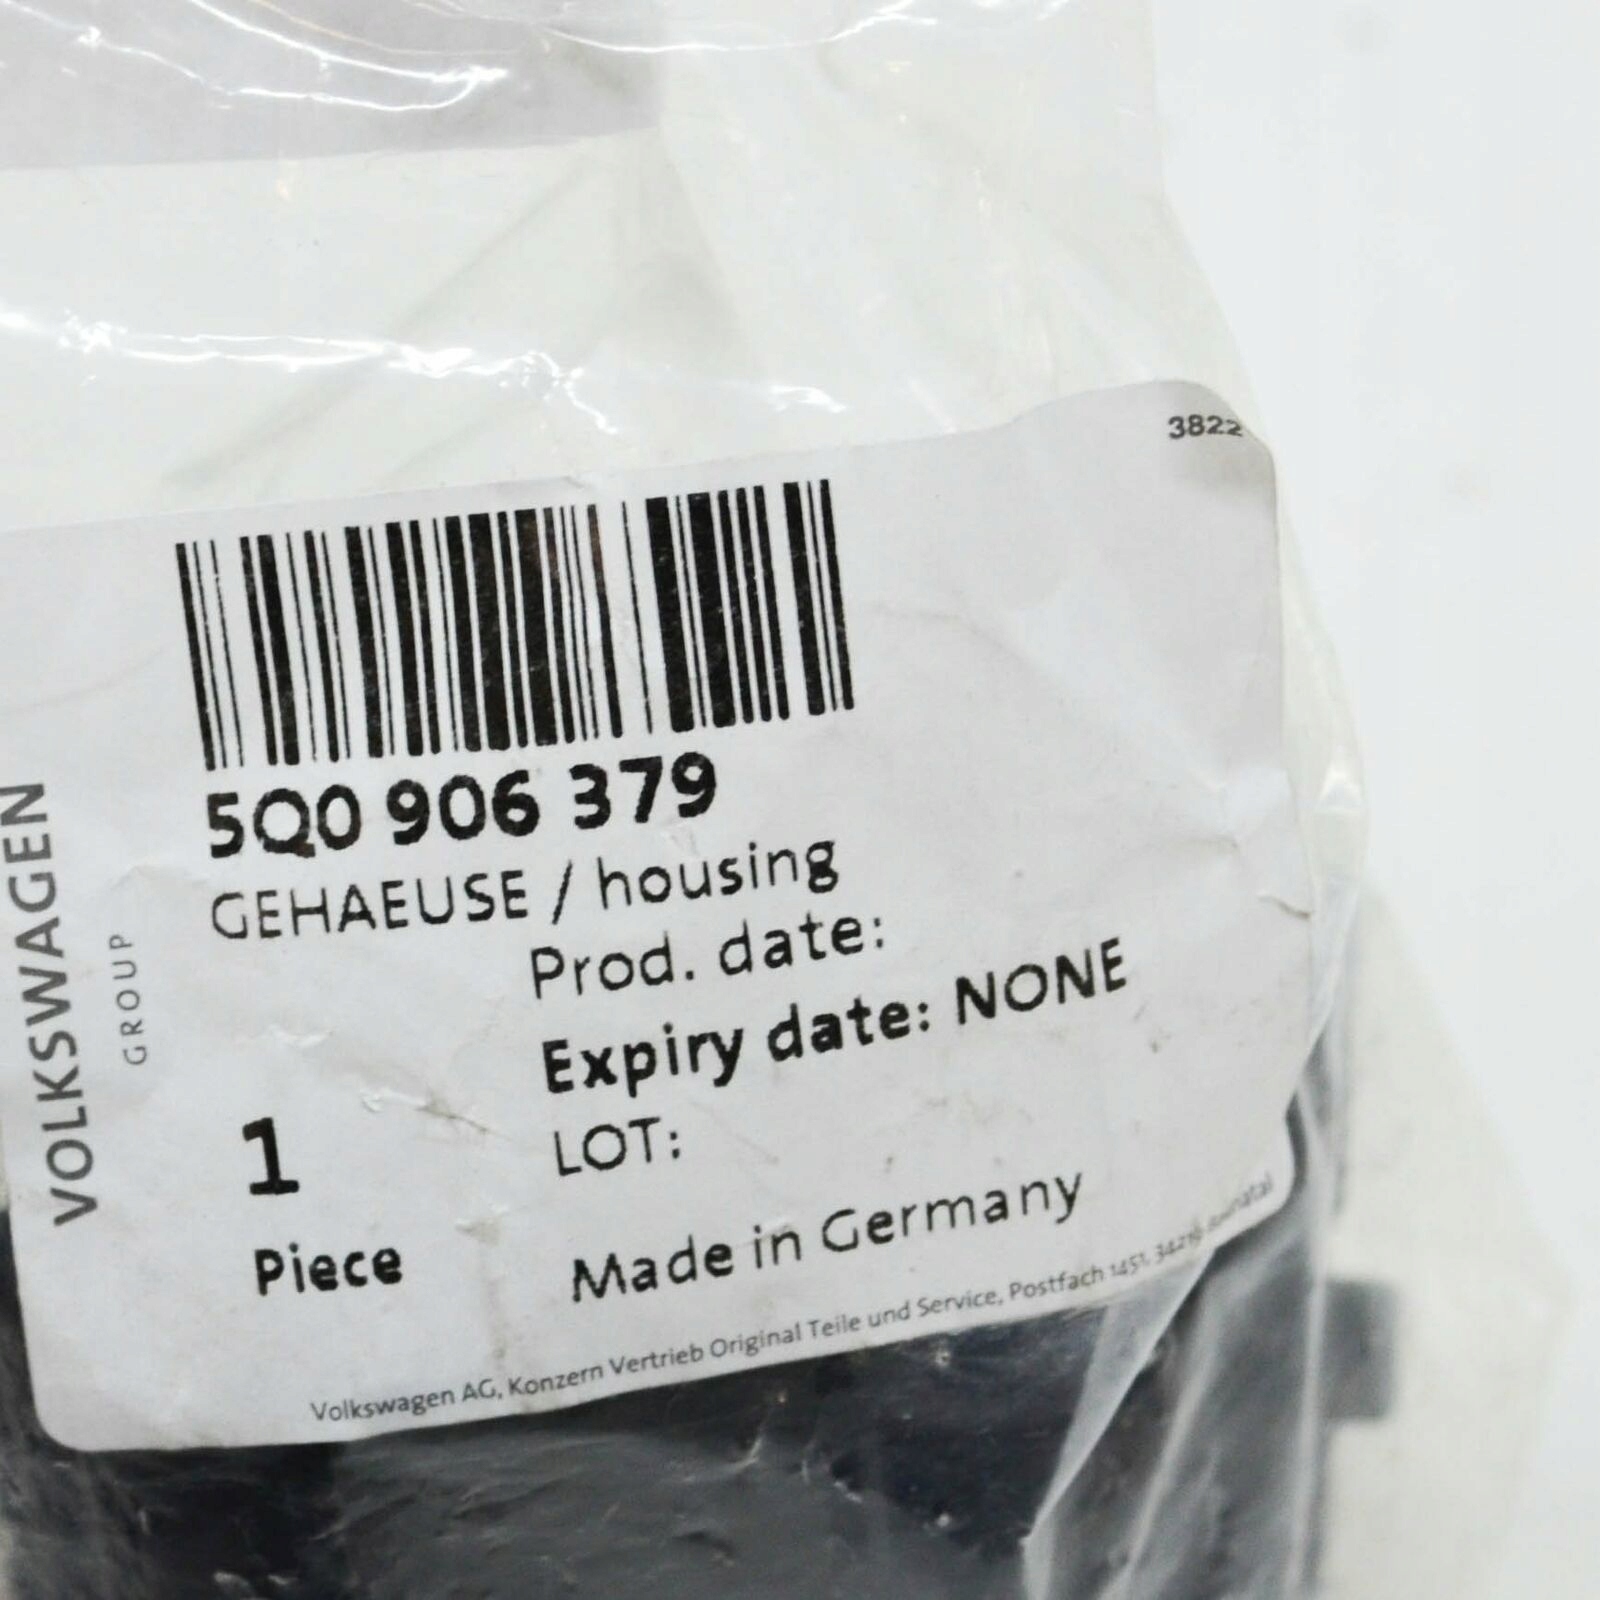 3822
5Q0 906 379
GEHAEUSE / housing
Prod. date:
Expiry date: NONE
LOT:
1
Piece
Made in Germany
Volkswagen AG, Konzern Vertrieb Original Teile und Service, Postfach 1451, 34219
VOLKSWAGEN
GROUP